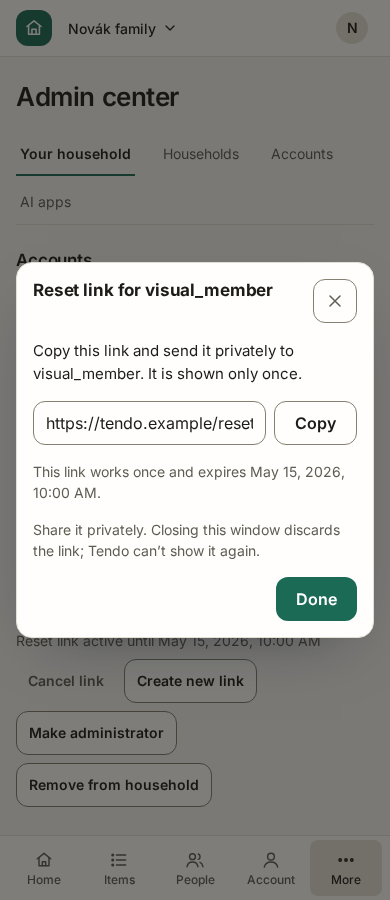 Novák family
N
Admin center
Your household
Households
Accounts
AI apps
Accounts
Reset link for visual_member
Copy this link and send it privately to
visual_member. It is shown only once.
https://tendo.example/reset
Copy
This link works once and expires May 15, 2026,
10:00 AM.
Share it privately. Closing this window discards
the link; Tendo can’t show it again.
Done
Reset link active until May 15, 2026, 10:00 AM
Cancel link
Create new link
Make administrator
Remove from household
Home
Items
People
Account
More